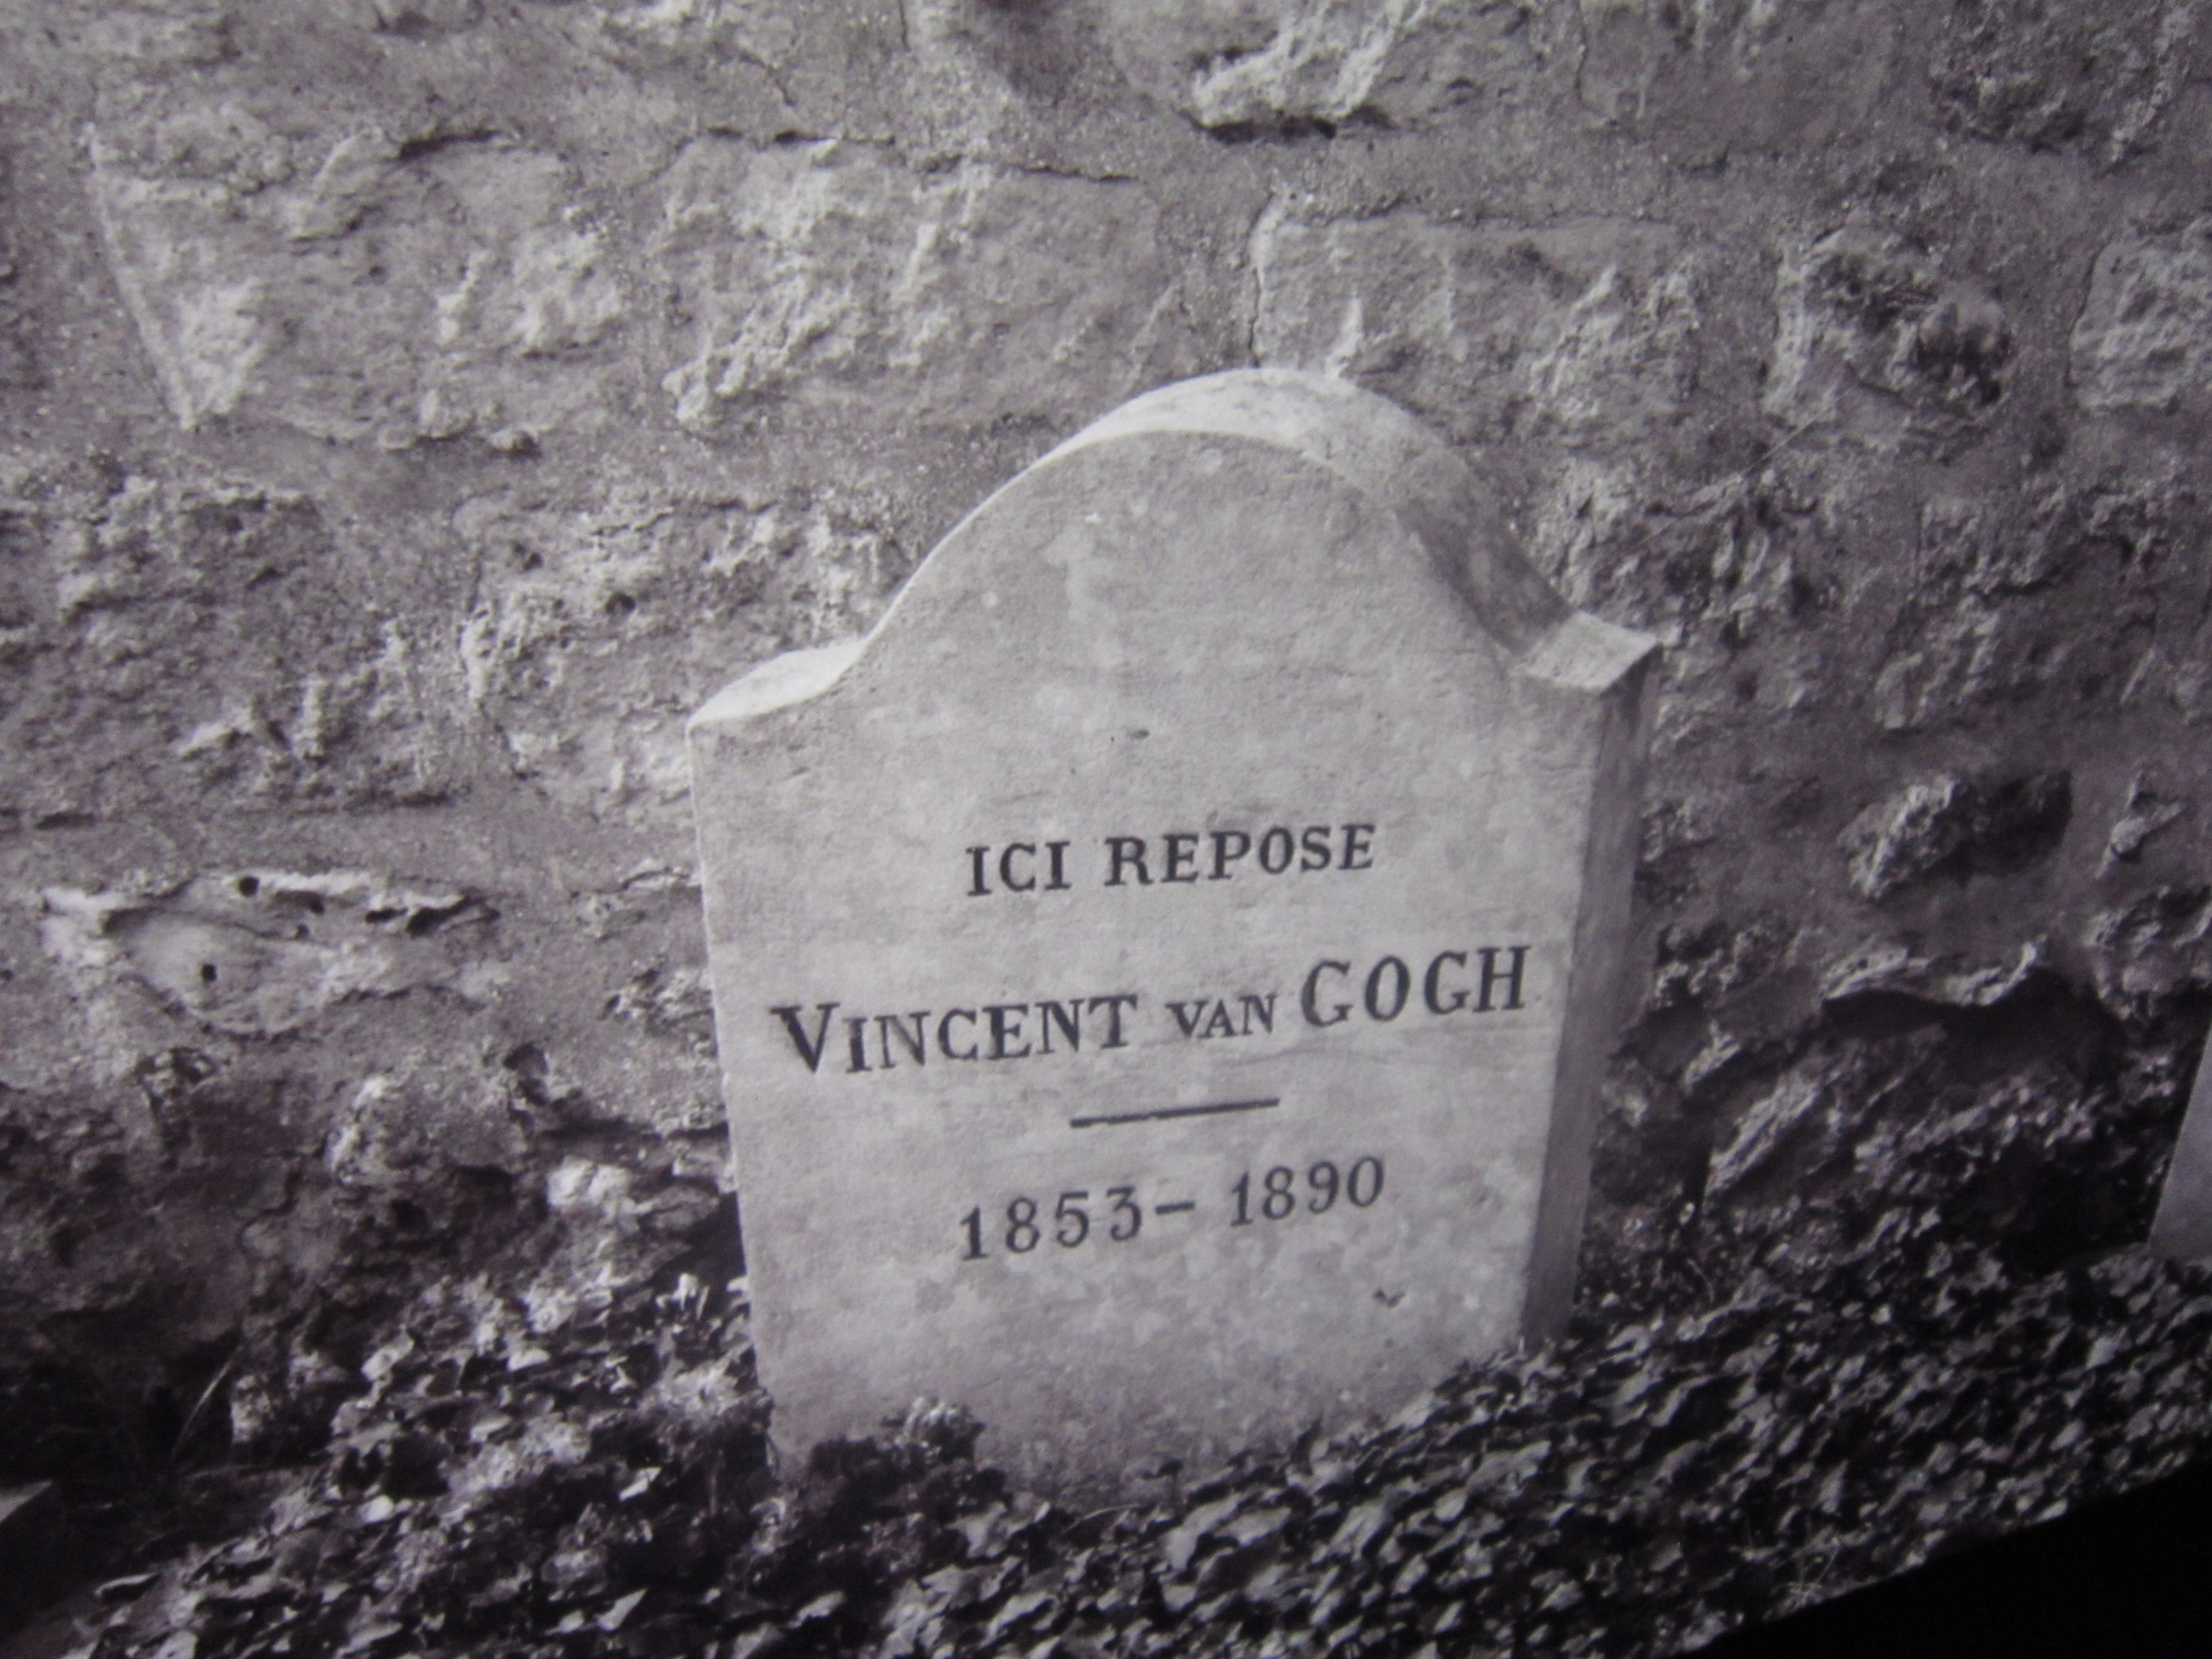 ICI REPOSE
VINCENT VAN GOGH
1853 – 1890